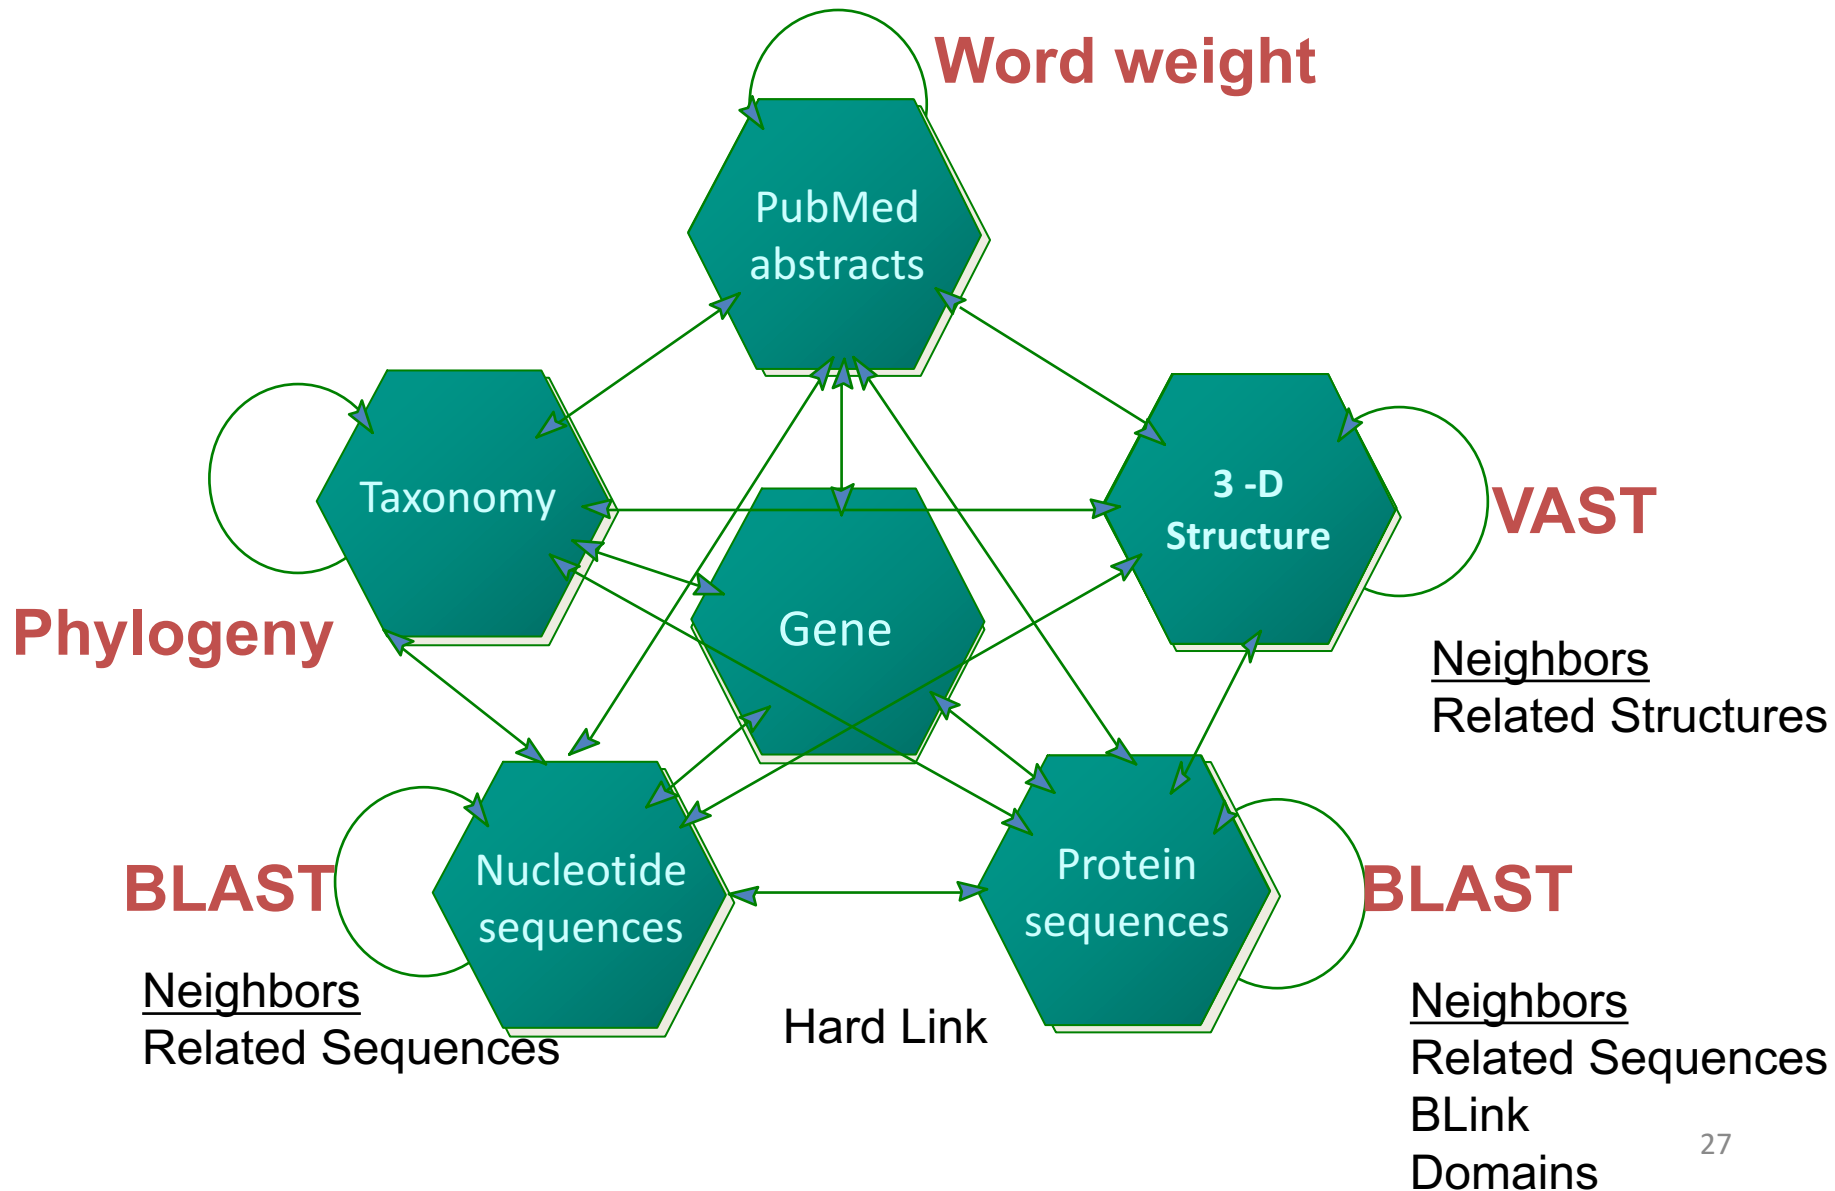 Word weight
PubMed
abstracts
Taxonomy
3 -D
Structure
VAST
Gene
Phylogeny
Neighbors
Related Structures
BLAST
Nucleotide
sequences
Protein
sequences
BLAST
Neighbors
Related Sequences
Hard Link
Neighbors
Related Sequences
BLink
Domains
27